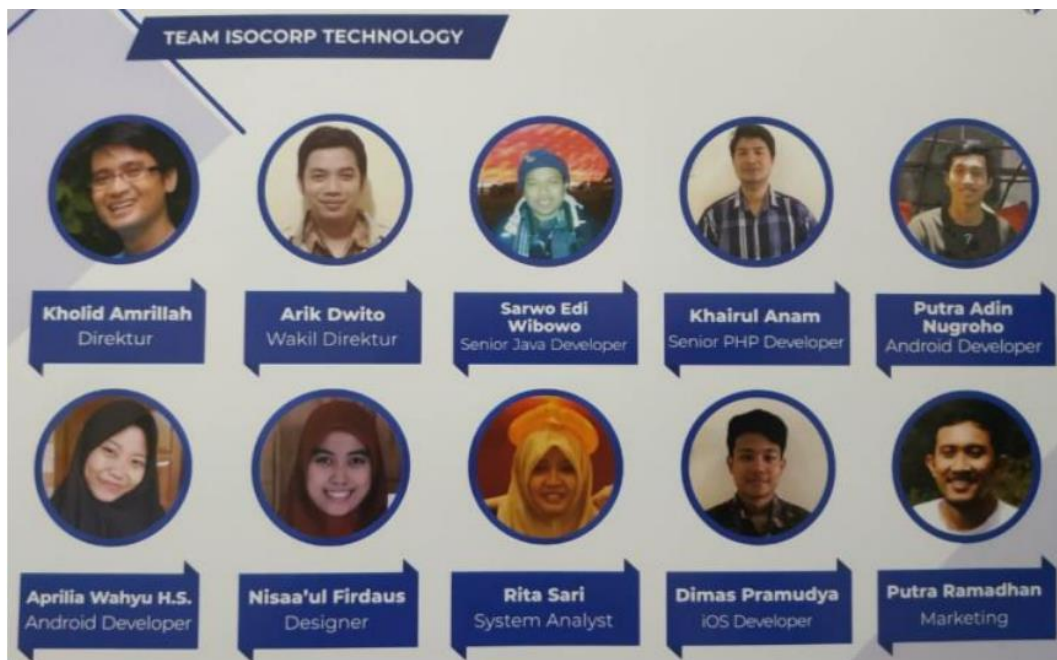 TEAM ISOCORP TECHNOLOGY
Kholid Amrillah
Direktur
Arik Dwito
Wakil Direktur
Sarwo Edi
Wibowo
Senior Java Developer
Khairul Anam
Senior PHP Developer
Putra Adin
Nugroho
Android Developer
Aprilia Wahyu H.S.
Android Developer
Nisaa'ul Firdaus
Designer
Rita Sari
System Analyst
Dimas Pramudya
iOS Developer
Putra Ramadhan
Marketing